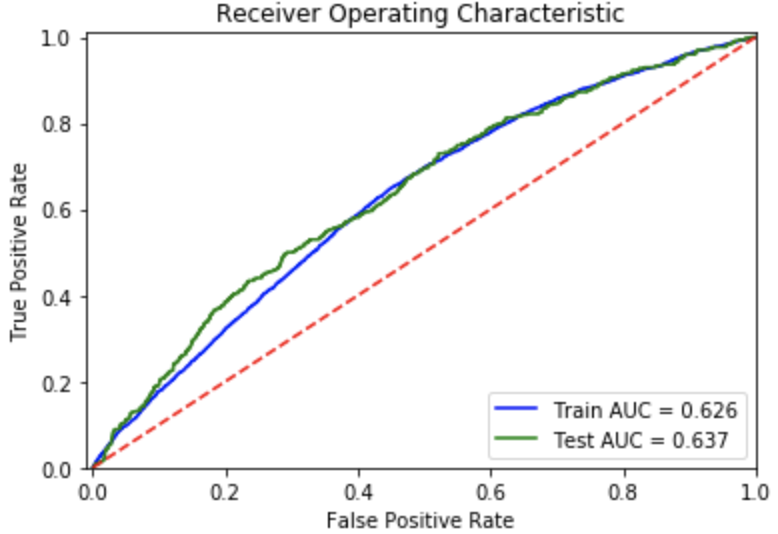 Receiver Operating Characteristic
1.0
0.8
0.6
0.4
0.2
0.0
True Positive Rate
Train AUC = 0.626
Test AUC = 0.637
0.0 0.2 0.4 0.6 0.8 1.0
False Positive Rate